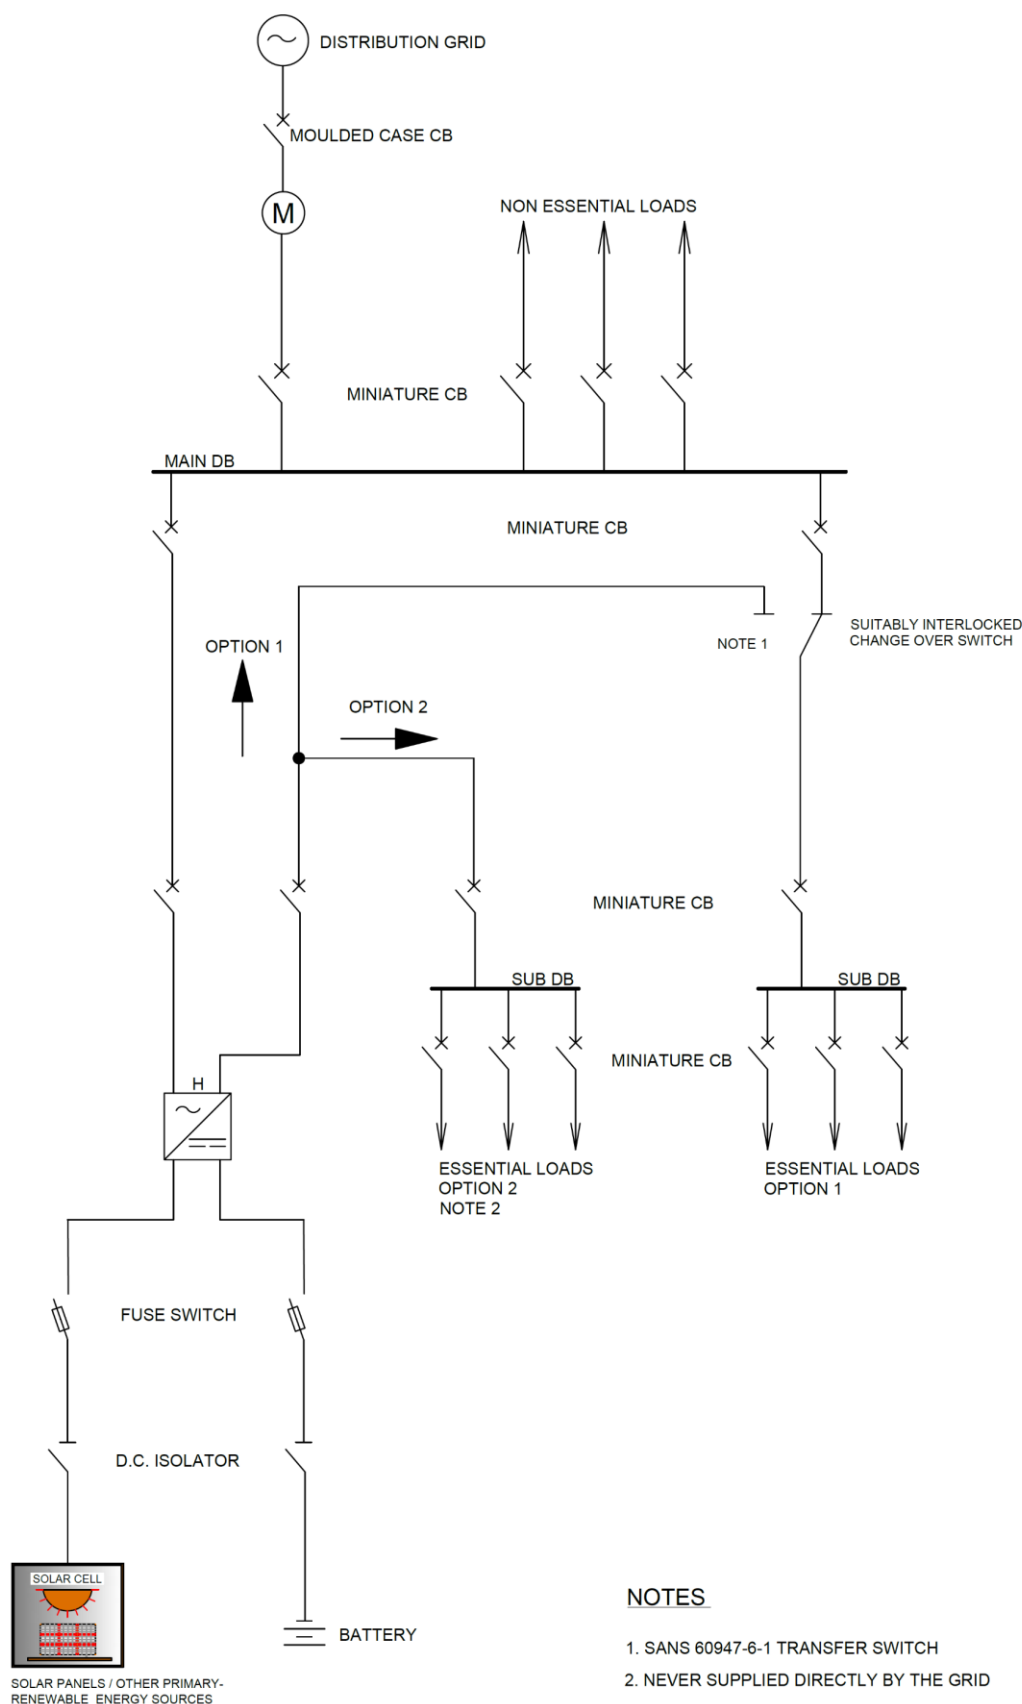 DISTRIBUTION GRID
MOULDED CASE CB
M
NON ESSENTIAL LOADS
MINIATURE CB
MAIN DB
MINIATURE CB
SUITABLY INTERLOCKED
CHANGE OVER SWITCH
NOTE 1
OPTION 1
OPTION 2
MINIATURE CB
SUB DB
SUB DB
MINIATURE CB
H
ESSENTIAL LOADS
OPTION 2
NOTE 2
ESSENTIAL LOADS
OPTION 1
FUSE SWITCH
D.C. ISOLATOR
SOLAR CELL
BATTERY
SOLAR PANELS / OTHER PRIMARY-
RENEWABLE ENERGY SOURCES
NOTES
1. SANS 60947-6-1 TRANSFER SWITCH
2. NEVER SUPPLIED DIRECTLY BY THE GRID